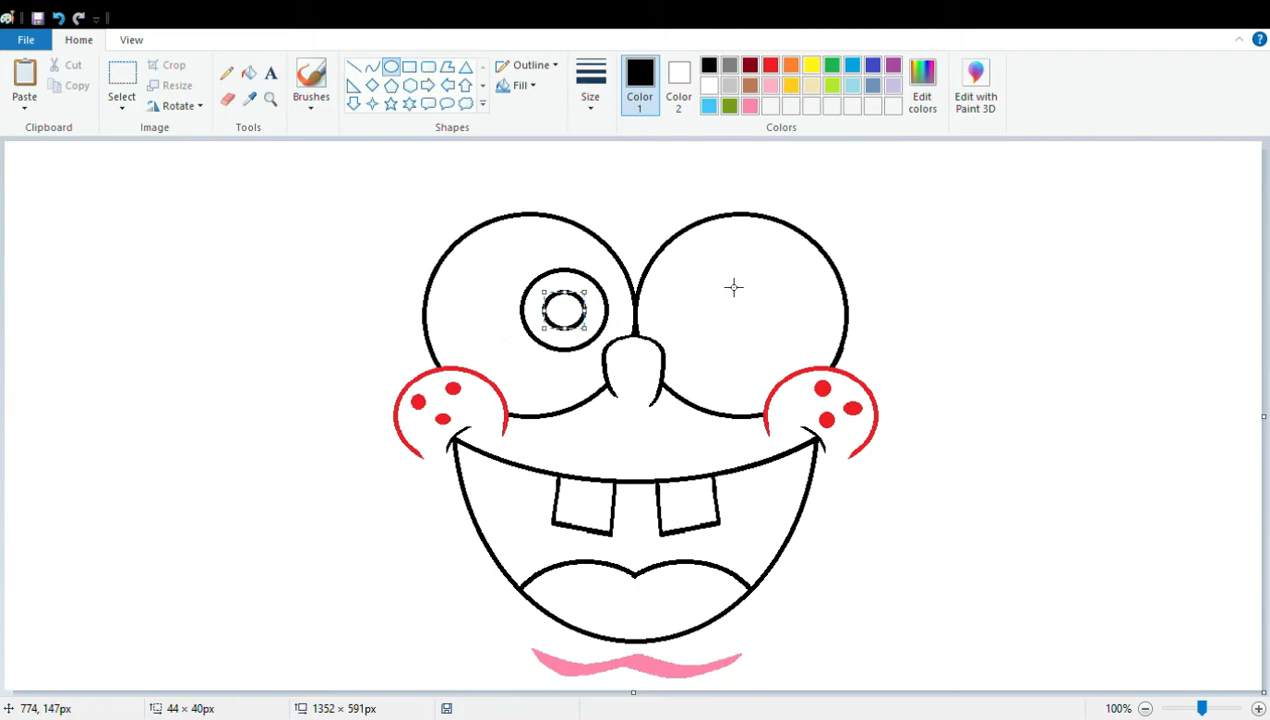 File
Home
View
Paste
Cut
Copy
Clipboard
Select
Crop
Resize
Rotate
Image
A
Tools
Brushes
Outline
Fill
Shapes
Size
Color
1
Color
2
Edit
colors
Colors
Edit with
Paint 3D
?
774, 147px
44 × 40px
1352 × 591px
100%